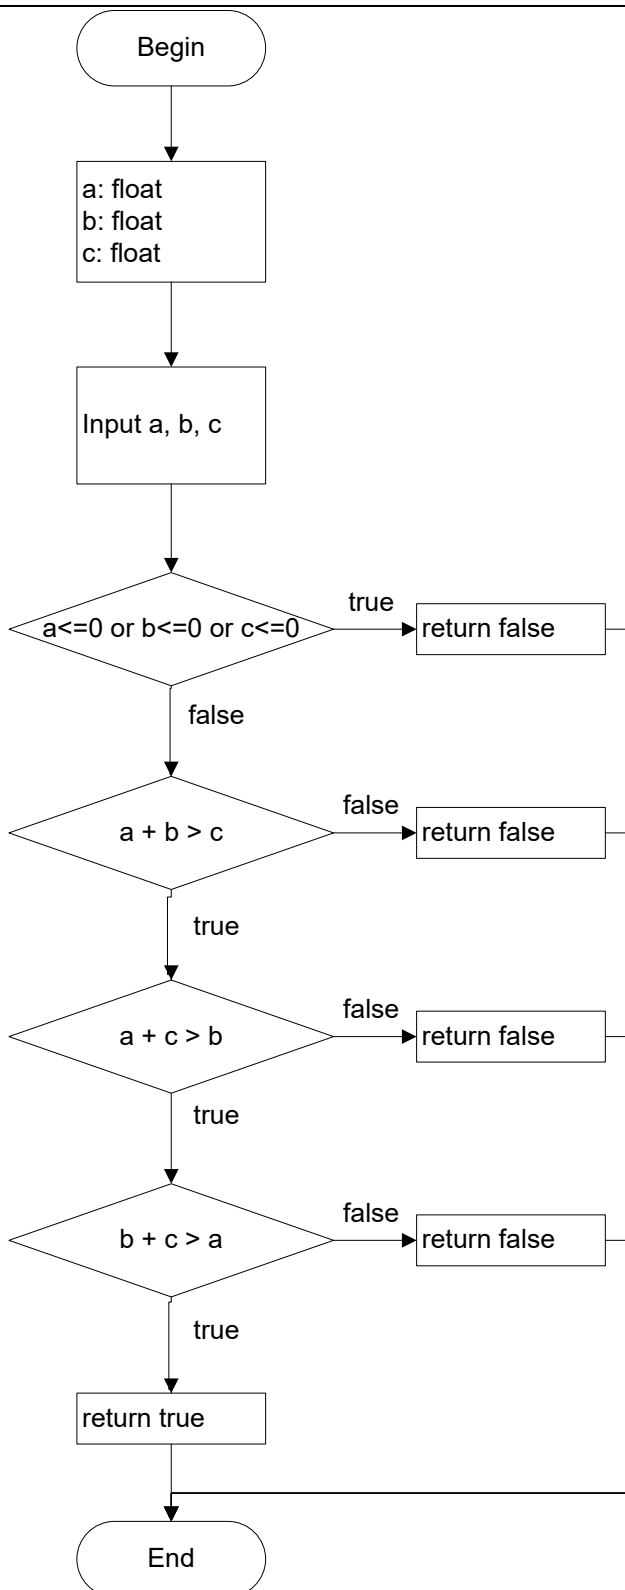 Begin
a: float
b: float
c: float
Input a, b, c
a<=0 or b<=0 or c<=0
true
return false
false
a + b > c
false
return false
true
a + c > b
false
return false
true
b + c > a
false
return false
true
return true
End